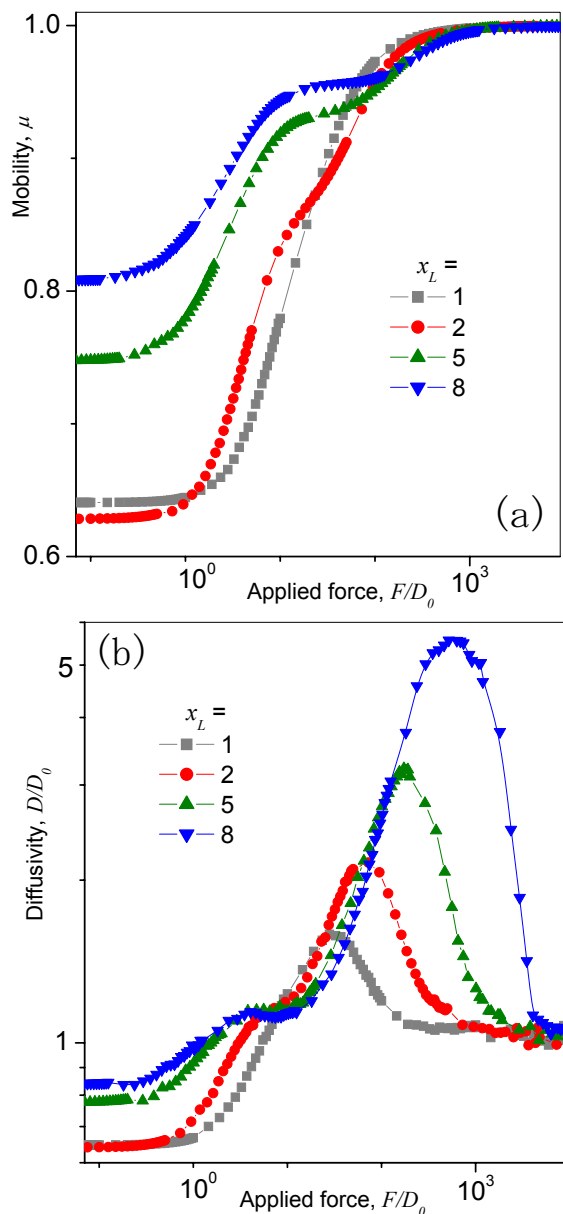 1.0
0.8
0.6
Mobility, μ
x_L =
1
2
5
8
(a)
10^0
10^3
Applied force, F/D_0
(b)
5
1
Diffusivity, D/D_0
x_L =
1
2
5
8
10^0
10^3
Applied force, F/D_0